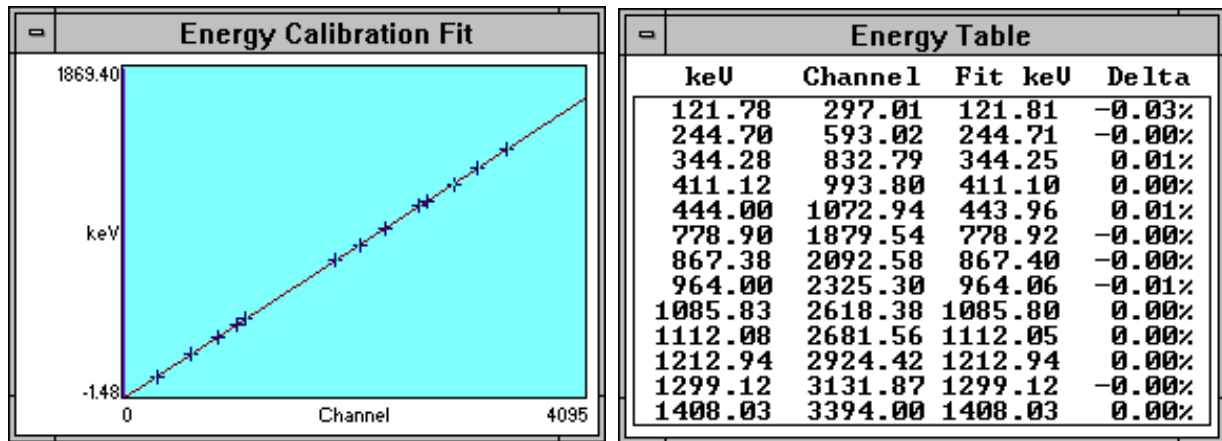 Energy Calibration Fit
1869.40
keV
-1.48
0 Channel 4095
Energy Table
keV Channel Fit keV Delta
121.78 297.01 121.81 -0.03%
244.70 593.02 244.71 -0.00%
344.28 832.79 344.25 0.01%
411.12 993.80 411.10 0.00%
444.00 1072.94 443.96 0.01%
778.90 1879.54 778.92 -0.00%
867.38 2092.58 867.40 -0.00%
964.00 2325.30 964.06 -0.01%
1085.83 2618.38 1085.80 0.00%
1112.08 2681.56 1112.05 0.00%
1212.94 2924.42 1212.94 0.00%
1299.12 3131.87 1299.12 -0.00%
1408.03 3394.00 1408.03 0.00%